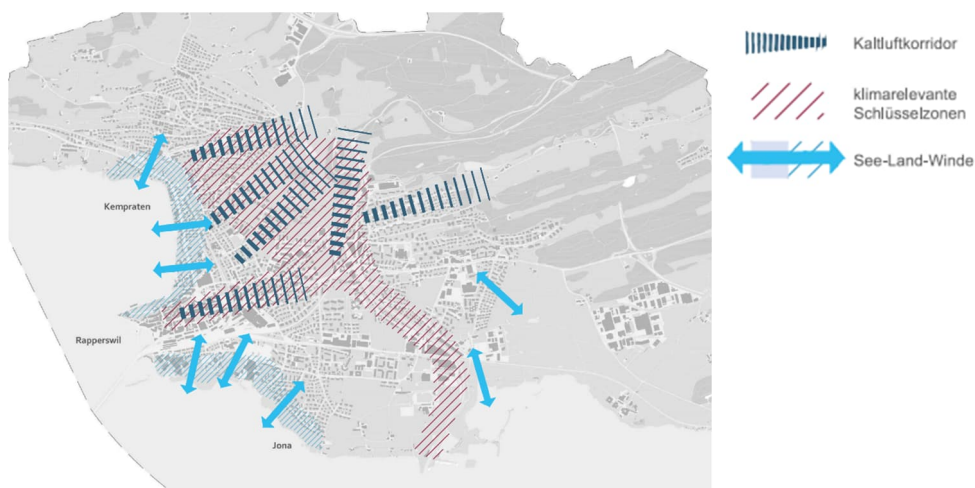 Kaltluftkorridor
klimarelevante
Schlüsselzonen
See-Land-Winde
Kempraten
Rapperswil
Jona